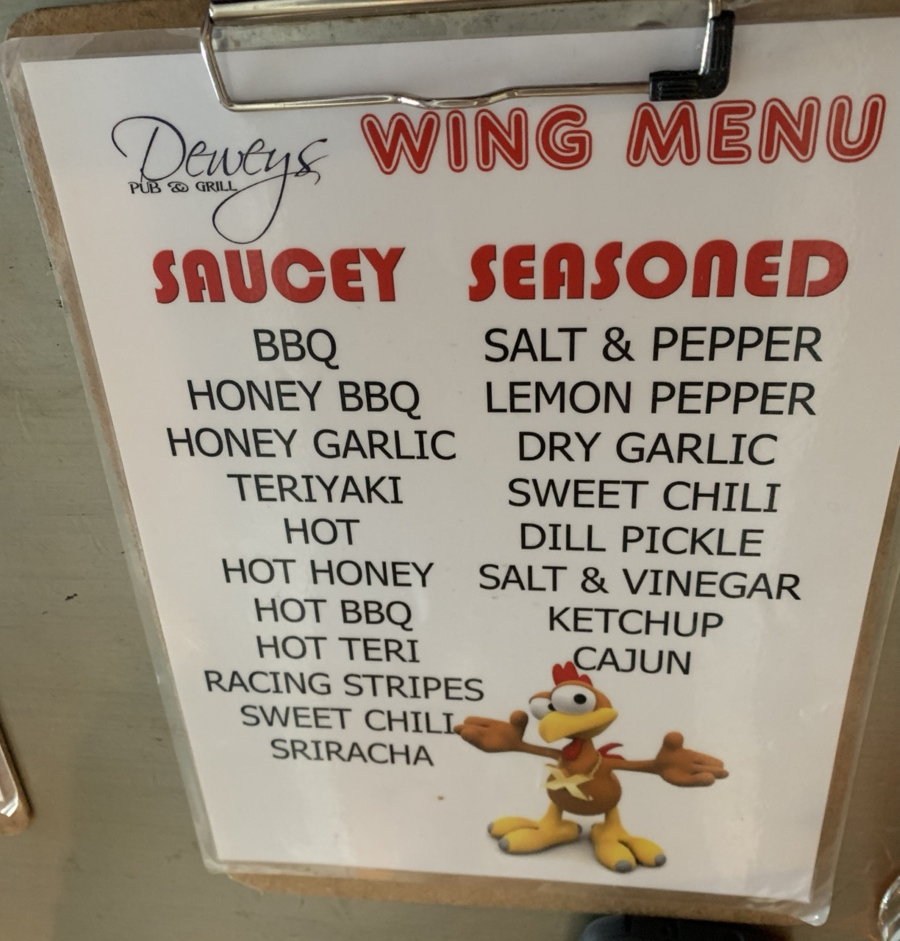 Deweys
PUB & GRILL
WING MENU
SAUCEY
BBQ
HONEY BBQ
HONEY GARLIC
TERIYAKI
HOT
HOT HONEY
HOT BBQ
HOT TERI
RACING STRIPES
SWEET CHILI
SRIRACHA
SEASONED
SALT & PEPPER
LEMON PEPPER
DRY GARLIC
SWEET CHILI
DILL PICKLE
SALT & VINEGAR
KETCHUP
CAJUN